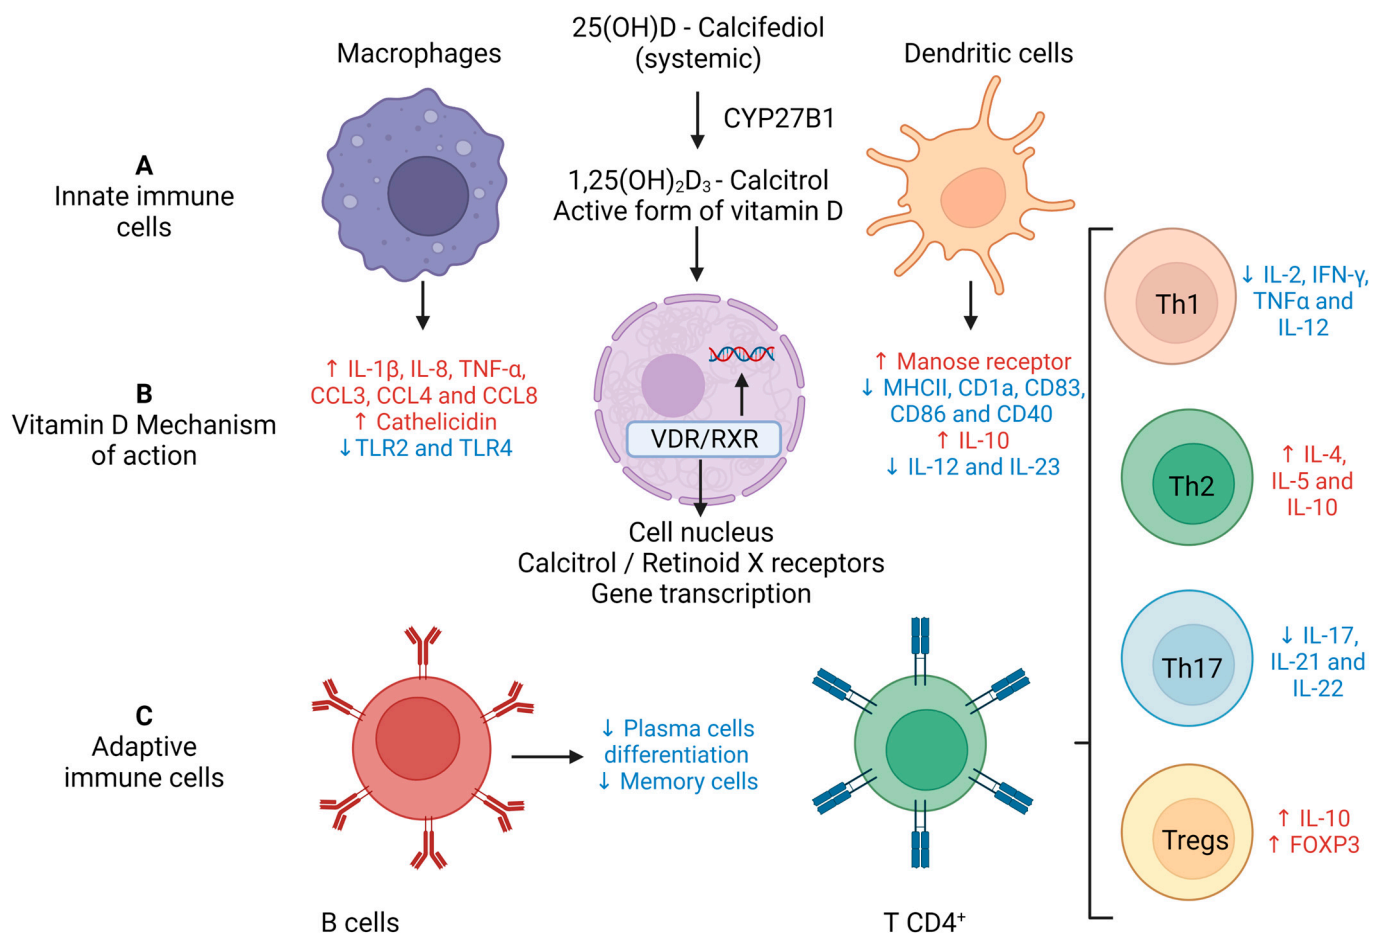 25(OH)D - Calcifediol
(systemic)
Macrophages
Dendritic cells
CYP27B1
A
Innate immune
cells
1,25(OH)₂D₃ - Calcitrol
Active form of vitamin D
Th1
↓ IL-2, IFN-γ,
TNFα and
IL-12
B
Vitamin D Mechanism
of action
↑ IL-1β, IL-8, TNF-α,
CCL3, CCL4 and CCL8
↑ Cathelicidin
↓TLR2 and TLR4
VDR/RXR
↑ Manose receptor
↓ MHCII, CD1a, CD83,
CD86 and CD40
↑ IL-10
↓ IL-12 and IL-23
Th2
↑ IL-4,
IL-5 and
IL-10
Cell nucleus
Calcitrol / Retinoid X receptors
Gene transcription
Th17
↓ IL-17,
IL-21 and
IL-22
C
Adaptive
immune cells
↓ Plasma cells
differentiation
↓ Memory cells
Tregs
↑ IL-10
↑ FOXP3
B cells
T CD4⁺